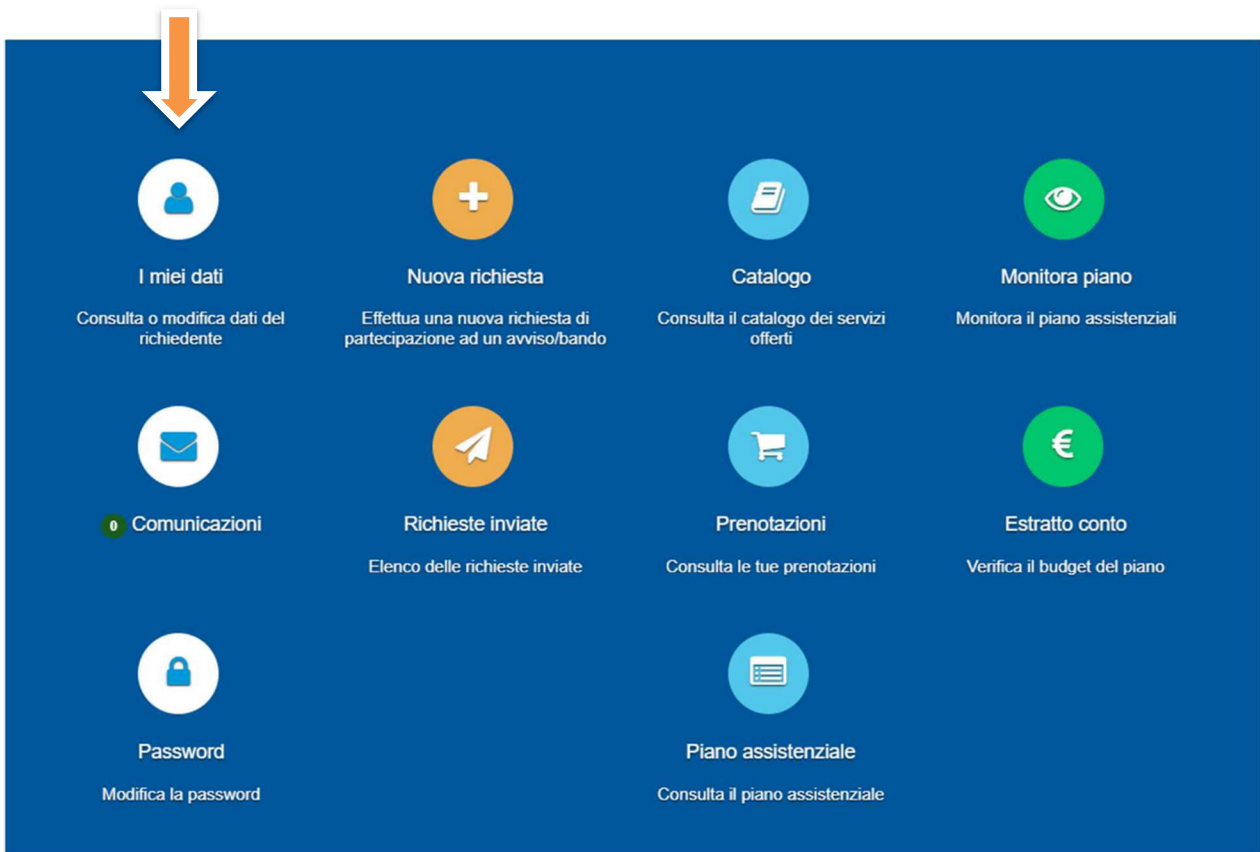 I miei dati
Nuova richiesta
Catalogo
Monitora piano
Consulta o modifica dati del
richiedente
Effettua una nuova richiesta di
partecipazione ad un avviso/bando
Consulta il catalogo dei servizi
offerti
Monitora il piano assistenziali
0 Comunicazioni
Richieste inviate
Prenotazioni
€
Estratto conto
Elenco delle richieste inviate
Consulta le tue prenotazioni
Verifica il budget del piano
Password
Piano assistenziale
Modifica la password
Consulta il piano assistenziale